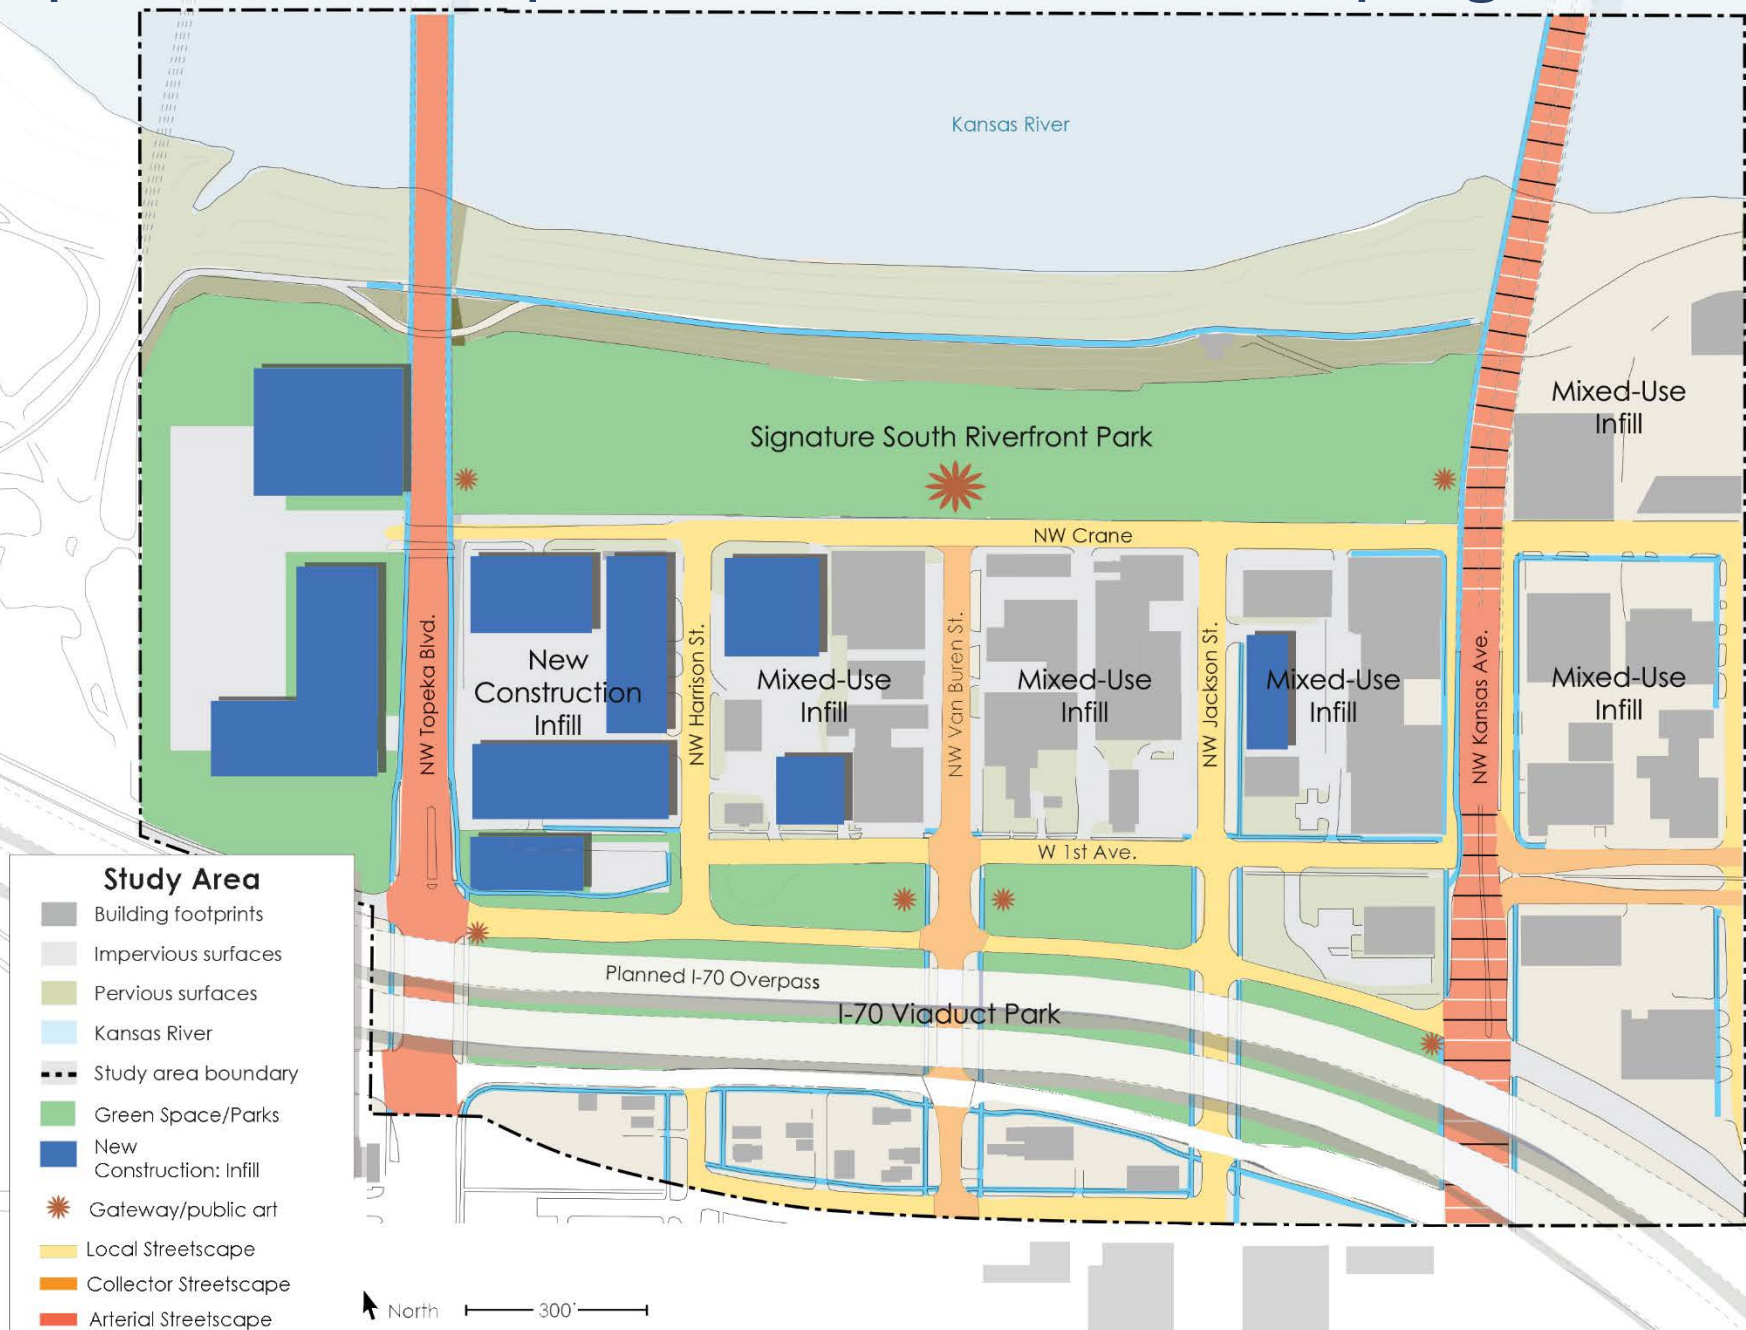 Kansas River
Mixed-Use
Infill
Signature South Riverfront Park
NW Crane
NW Topeka Blvd.
New
Construction
Infill
NW Harrison St.
Mixed-Use
Infill
NW Van Buren St.
Mixed-Use
Infill
NW Jackson St.
Mixed-Use
Infill
NW Kansas Ave.
Mixed-Use
Infill
W 1st Ave.
Planned I-70 Overpass
I-70 Viaduct Park
Study Area
Building footprints
Impervious surfaces
Pervious surfaces
Kansas River
Study area boundary
Green Space/Parks
New
Construction: Infill
Gateway/public art
Local Streetscape
Collector Streetscape
Arterial Streetscape
North
300'